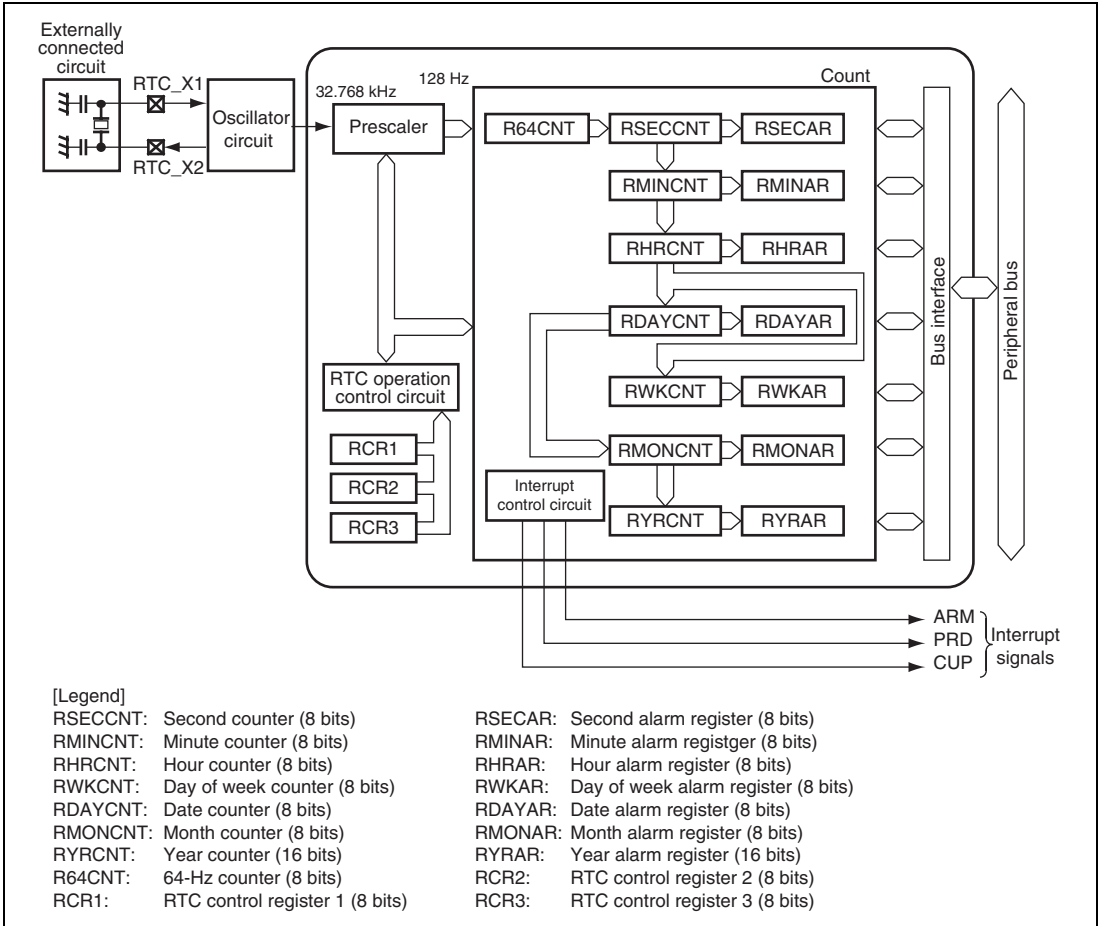 Externally
connected
circuit
RTC_X1
RTC_X2
Oscillator
circuit
32.768 kHz
128 Hz
Prescaler
Count
R64CNT
RSECCNT
RSECAR
RMINCNT
RMINAR
RHRCNT
RHRAR
RDAYCNT
RDAYAR
RWKCNT
RWKAR
RMONCNT
RMONAR
RYRCNT
RYRAR
RTC operation
control circuit
RCR1
RCR2
RCR3
Interrupt
control circuit
Bus interface
Peripheral bus
ARM
PRD
CUP
Interrupt
signals
[Legend]
RSECCNT: Second counter (8 bits)
RMINCNT: Minute counter (8 bits)
RHRCNT: Hour counter (8 bits)
RWKCNT: Day of week counter (8 bits)
RDAYCNT: Date counter (8 bits)
RMONCNT: Month counter (8 bits)
RYRCNT: Year counter (16 bits)
R64CNT: 64-Hz counter (8 bits)
RCR1: RTC control register 1 (8 bits)
RSECAR: Second alarm register (8 bits)
RMINAR: Minute alarm registger (8 bits)
RHRAR: Hour alarm register (8 bits)
RWKAR: Day of week alarm register (8 bits)
RDAYAR: Date alarm register (8 bits)
RMONAR: Month alarm register (8 bits)
RYRAR: Year alarm register (16 bits)
RCR2: RTC control register 2 (8 bits)
RCR3: RTC control register 3 (8 bits)